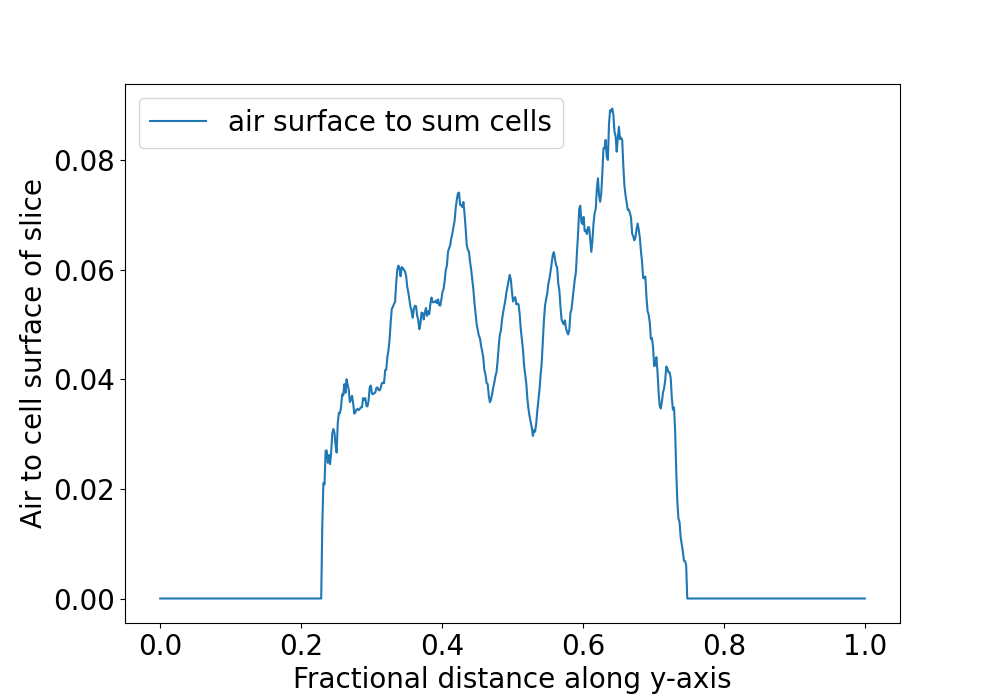 air surface to sum cells
Air to cell surface of slice
0.08
0.06
0.04
0.02
0.00
0.0 0.2 0.4 0.6 0.8 1.0
Fractional distance along y-axis